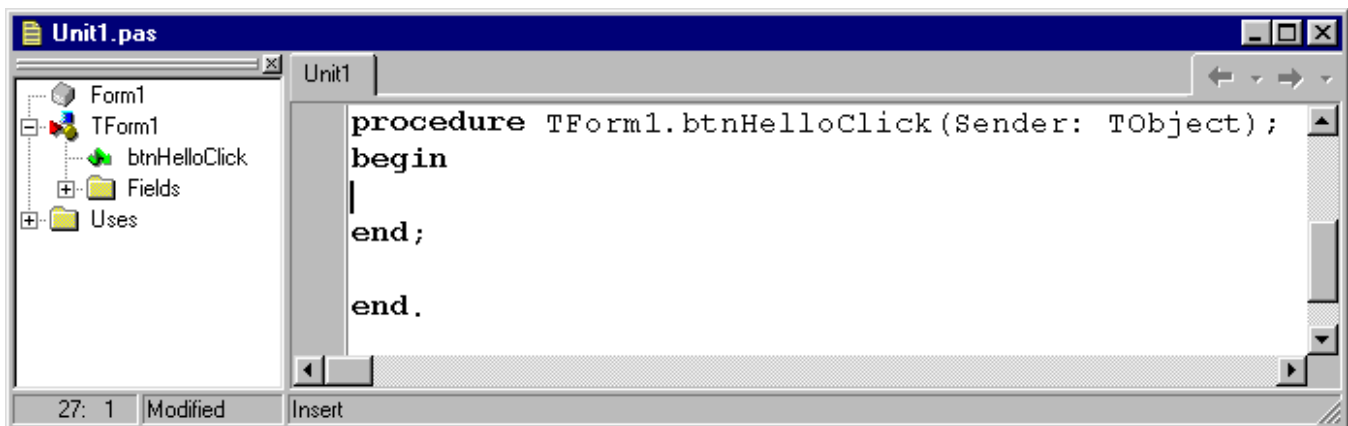 Unit1.pas
Form1
TForm1
btnHelloClick
Fields
Uses
Unit1
procedure TForm1.btnHelloClick(Sender: TObject);
begin
end;
end.
27: 1 Modified Insert